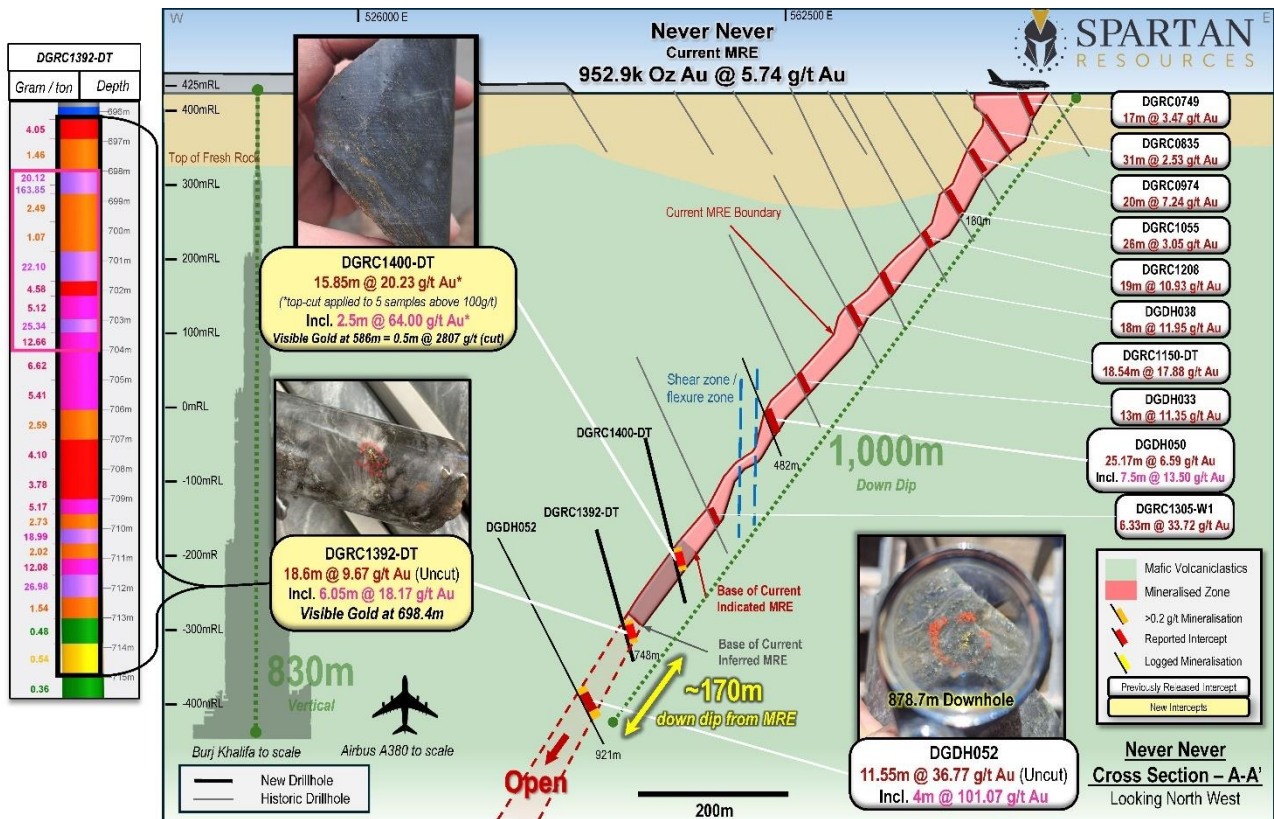 DGRC1392-DT
Gram / ton Depth
696m
4.05
697m
1.46
698m
20.12
163.85
699m
2.49
700m
1.07
701m
22.10
702m
4.58
5.12
703m
25.34
12.66
704m
6.62
705m
5.41
706m
2.59
707m
4.10
708m
3.78
709m
5.17
2.73
710m
18.99
2.02
711m
12.08
26.98
712m
1.54
713m
0.48
714m
0.54
715m
0.36
W
526000 E
562500 E
E
Never Never
Current MRE
952.9k Oz Au @ 5.74 g/t Au
SPARTAN
RESOURCES
425mRL
400mRL
Top of Fresh Rock
300mRL
200mRL
100mRL
0mRL
-100mRL
-200mR
-300mRL
-400mRL
DGRC1400-DT
15.85m @ 20.23 g/t Au*
(*top-cut applied to 5 samples above 100g/t)
Incl. 2.5m @ 64.00 g/t Au*
Visible Gold at 586m = 0.5m @ 2807 g/t (cut)
DGRC1392-DT
18.6m @ 9.67 g/t Au (Uncut)
Incl. 6.05m @ 18.17 g/t Au
Visible Gold at 698.4m
830m
Vertical
Burj Khalifa to scale
Airbus A380 to scale
New Drillhole
Historic Drillhole
Current MRE Boundary
180m
Shear zone /
flexure zone
482m
1,000m
Down Dip
DGRC1400-DT
DGRC1392-DT
DGDH052
Base of Current
Indicated MRE
Base of Current
Inferred MRE
748m
~170m
down dip from MRE
921m
Open
200m
DGRC0749
17m @ 3.47 g/t Au
DGRC0835
31m @ 2.53 g/t Au
DGRC0974
20m @ 7.24 g/t Au
DGRC1055
26m @ 3.05 g/t Au
DGRC1208
19m @ 10.93 g/t Au
DGDH038
18m @ 11.95 g/t Au
DGRC1150-DT
18.54m @ 17.88 g/t Au
DGDH033
13m @ 11.35 g/t Au
DGDH050
25.17m @ 6.59 g/t Au
Incl. 7.5m @ 13.50 g/t Au
DGRC1305-W1
6.33m @ 33.72 g/t Au
878.7m Downhole
DGDH052
11.55m @ 36.77 g/t Au (Uncut)
Incl. 4m @ 101.07 g/t Au
Mafic Volcaniclastics
Mineralised Zone
>0.2 g/t Mineralisation
Reported Intercept
Logged Mineralisation
Previously Released Intercept
New Intercepts
Never Never
Cross Section – A-A'
Looking North West